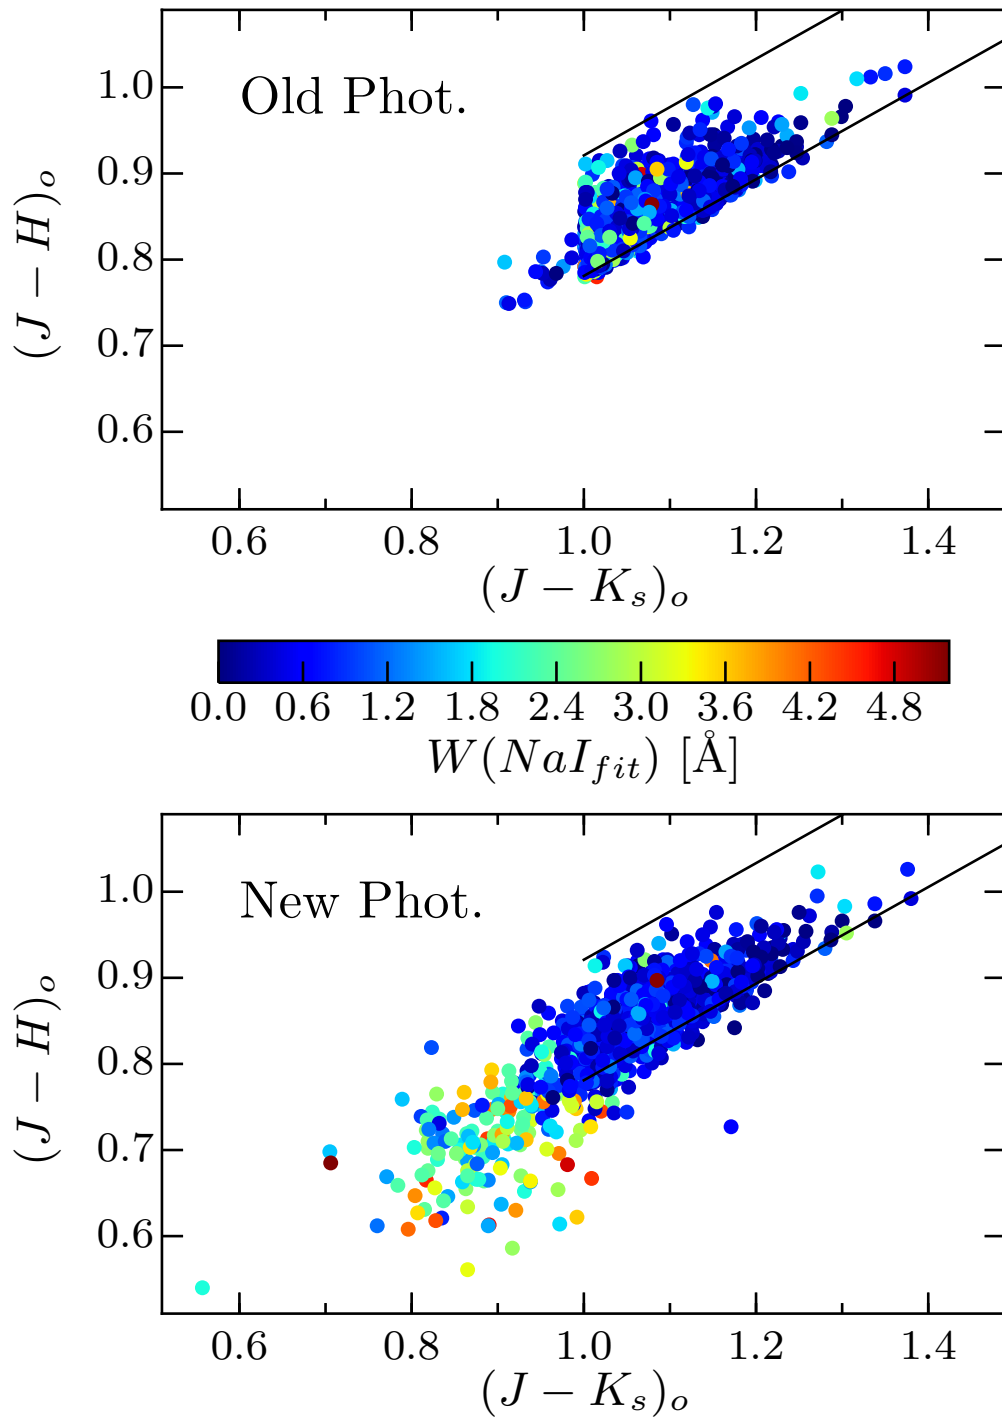 Old Phot.
1.0
0.9
0.8
0.7
0.6
(J − H)ₒ
0.6 0.8 1.0 1.2 1.4
(J − Kₛ)ₒ
0.0 0.6 1.2 1.8 2.4 3.0 3.6 4.2 4.8
W(NaI_{fit}) [Å]
New Phot.
1.0
0.9
0.8
0.7
0.6
(J − H)ₒ
0.6 0.8 1.0 1.2 1.4
(J − Kₛ)ₒ